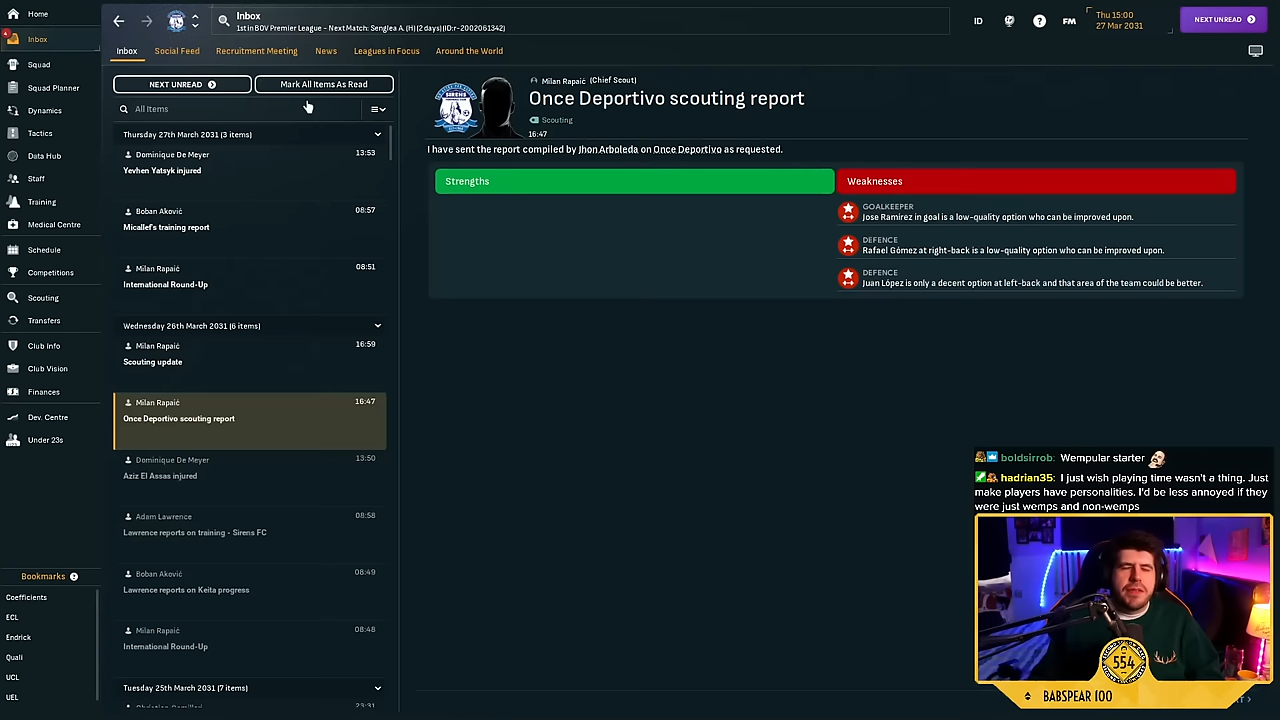 Home
Inbox
Squad
Squad Planner
Dynamics
Tactics
Data Hub
Staff
Training
Medical Centre
Schedule
Competitions
Scouting
Transfers
Club Info
Club Vision
Finances
Dev. Centre
Under 23s
Bookmarks
Coefficients
ECL
Endrick
Quali
UCL
UEL
Inbox
1st in BOV Premier League - Next Match: Senglea A. (H) (2 days) (ID:r-2002061342)
ID
FM
Thu 15:00
27 Mar 2031
NEXT UNREAD
Inbox
Social Feed
Recruitment Meeting
News
Leagues in Focus
Around the World
NEXT UNREAD
Mark All Items As Read
All Items
Thursday 27th March 2031 (3 items)
Dominique De Meyer 13:53
Yevhen Yatsyk injured
Boban Aković 08:57
Micallef's training report
Milan Rapaić 08:51
International Round-Up
Wednesday 26th March 2031 (6 items)
Milan Rapaić 16:59
Scouting update
Milan Rapaić 16:47
Once Deportivo scouting report
Dominique De Meyer 13:50
Aziz El Assas injured
Adam Lawrence 08:58
Lawrence reports on training - Sirens FC
Boban Aković 08:49
Lawrence reports on Keita progress
Milan Rapaić 08:48
International Round-Up
Tuesday 25th March 2031 (7 items)
SIRENS
Milan Rapaić (Chief Scout)
Once Deportivo scouting report
Scouting
16:47
I have sent the report compiled by Jhon Arboleda on Once Deportivo as requested.
Strengths
Weaknesses
GOALKEEPER
Jose Ramirez in goal is a low-quality option who can be improved upon.
DEFENCE
Rafael Gómez at right-back is a low-quality option who can be improved upon.
DEFENCE
Juan López is only a decent option at left-back and that area of the team could be better.
boldsirrob: Wempular starter
hadrian35: I just wish playing time wasn't a thing. Just
make players have personalities. I'd be less annoyed if they
were just wemps and non-wemps
554
BABSPEAR 100